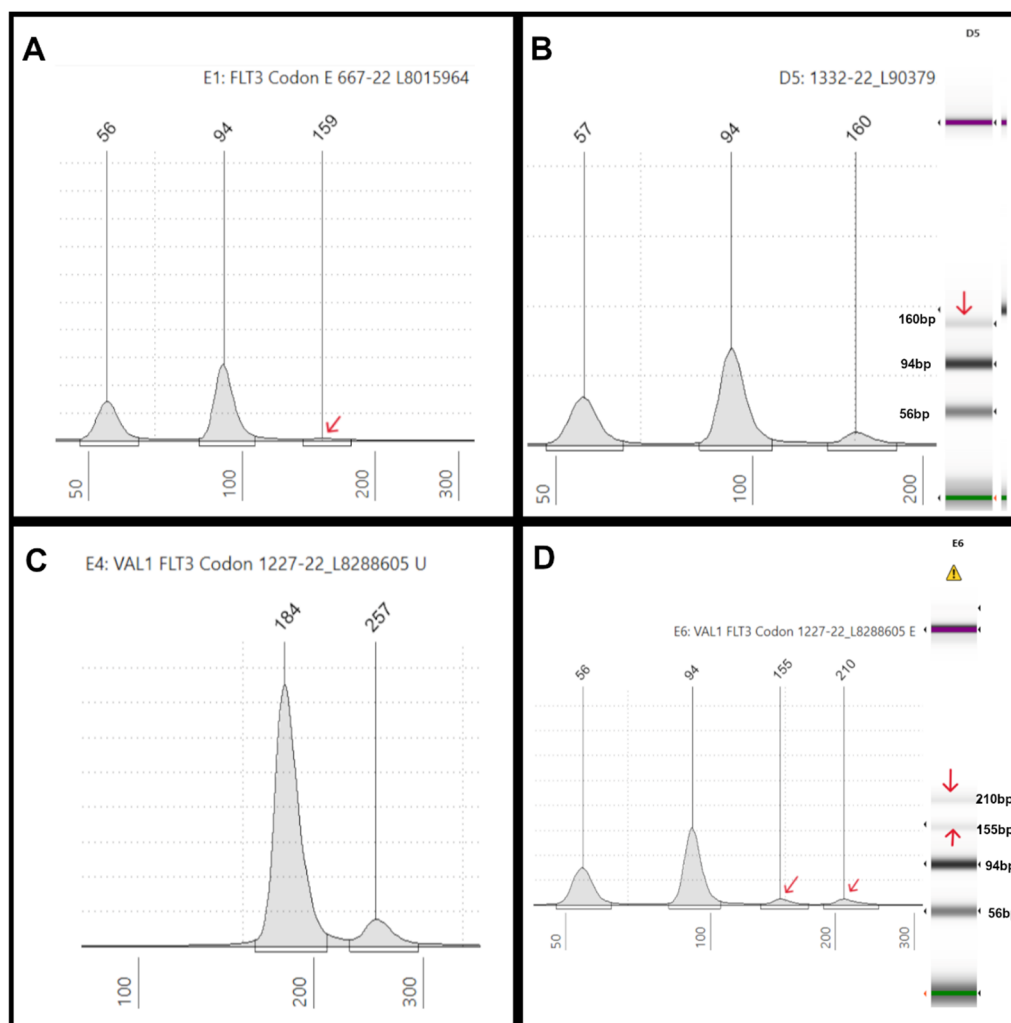 A
E1: FLT3 Codon E 667-22 L8015964
56
94
159
50
100
200
300
B
D5: 1332-22_L90379
57
94
160
50
100
200
D5
160bp
94bp
56bp
C
E4: VAL1 FLT3 Codon 1227-22_L8288605 U
184
257
100
200
300
D
E6: VAL1 FLT3 Codon 1227-22_L8288605 E
56
94
155
210
50
100
200
300
E6
210bp
155bp
94bp
56bp